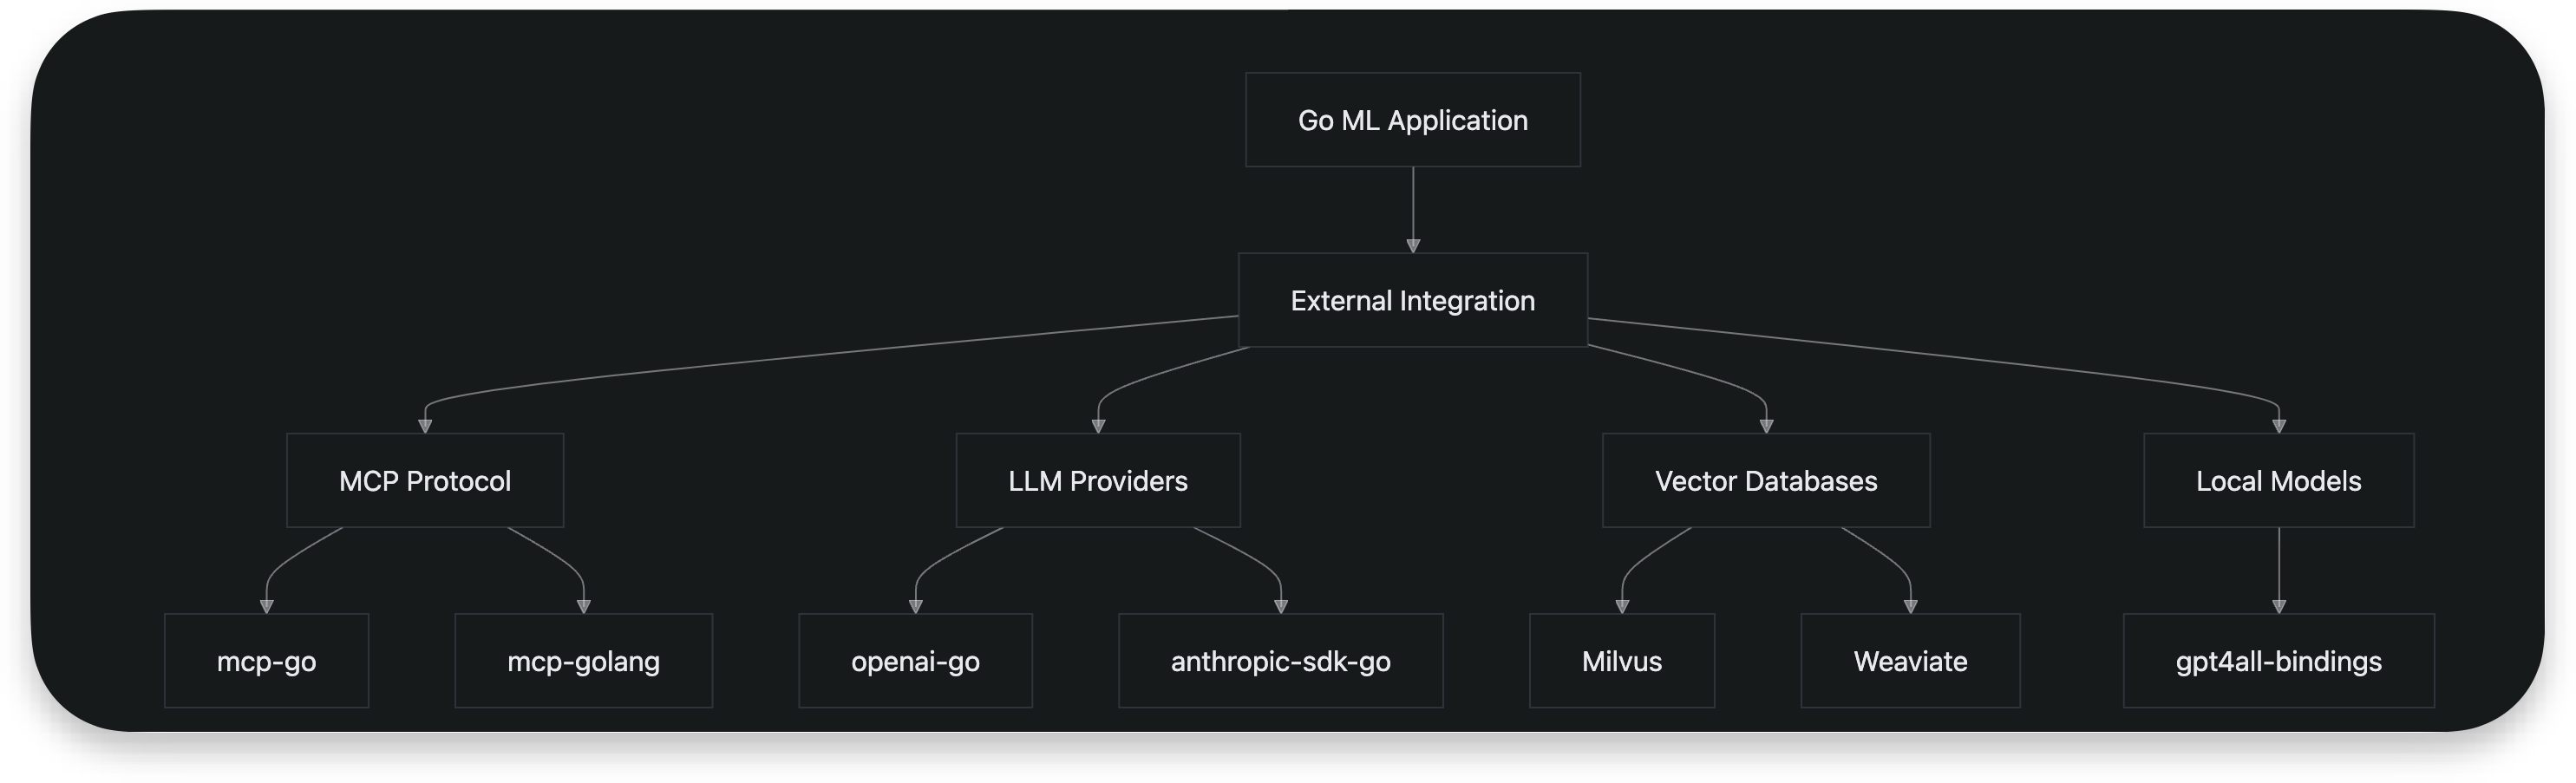 Go ML Application
External Integration
MCP Protocol
LLM Providers
Vector Databases
Local Models
mcp-go
mcp-golang
openai-go
anthropic-sdk-go
Milvus
Weaviate
gpt4all-bindings